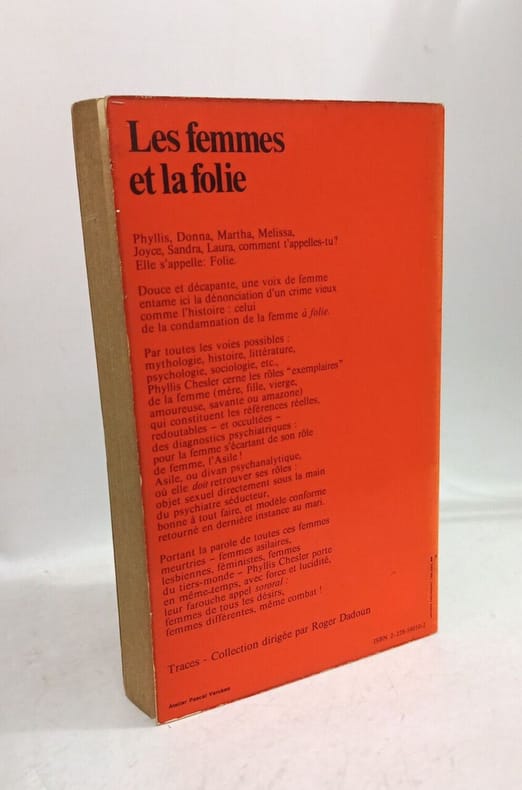 Les femmes
et la folie
Phyllis, Donna, Martha, Melissa,
Joyce, Sandra, Laura, comment t'appelles-tu?
Elle s'appelle: Folie.
Douce et décapante, une voix de femme
entame ici la dénonciation d'un crime vieux
comme l'histoire : celui
de la condamnation de la femme à folie.
Par toutes les voies possibles :
mythologie, histoire, littérature,
psychologie, sociologie, etc.,
Phyllis Chesler cerne les rôles "exemplaires"
de la femme (mère, fille, vierge,
amoureuse, savante ou amazone)
qui constituent les références réelles,
redoutables – et occultées –
des diagnostics psychiatriques :
pour la femme s'écartant de son rôle
de femme, l'Asile !
Asile, ou divan psychanalytique,
où elle doit retrouver ses rôles :
objet sexuel directement sous la main
du psychiatre séducteur,
bonne à tout faire, et modèle conforme
retourné en dernière instance au mari.
Portant la parole de toutes ces femmes
meurtries – femmes asilaires,
lesbiennes, féministes, femmes
du tiers-monde – Phyllis Chesler porte
en même-temps, avec force et lucidité,
leur farouche appel sororal :
femmes de tous les désirs,
femmes différentes, même combat !
Traces - Collection dirigée par Roger Dadoun
Atelier Pascal Vercken